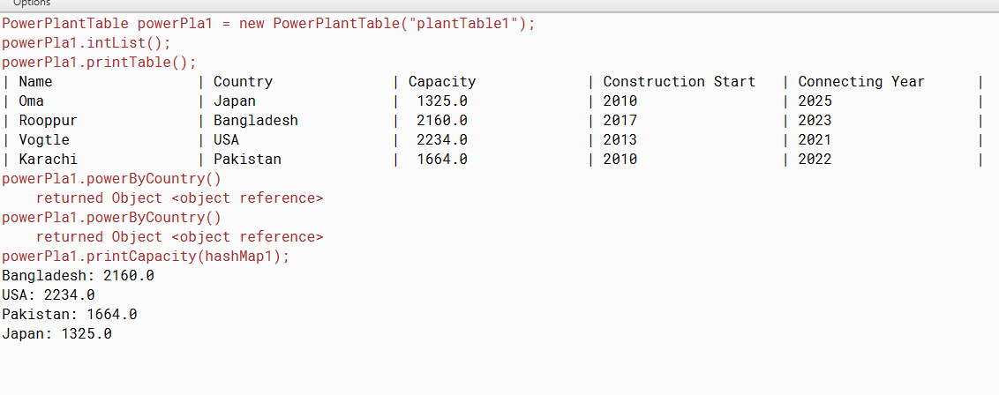 Options
PowerPlantTable powerPla1 = new PowerPlantTable("plantTable1");
powerPla1.intList();
powerPla1.printTable();
| Name | Country | Capacity | Construction Start | Connecting Year |
| Oma | Japan | 1325.0 | 2010 | 2025 |
| Rooppur | Bangladesh | 2160.0 | 2017 | 2023 |
| Vogtle | USA | 2234.0 | 2013 | 2021 |
| Karachi | Pakistan | 1664.0 | 2010 | 2022 |
powerPla1.powerByCountry()
    returned Object <object reference>
powerPla1.powerByCountry()
    returned Object <object reference>
powerPla1.printCapacity(hashMap1);
Bangladesh: 2160.0
USA: 2234.0
Pakistan: 1664.0
Japan: 1325.0